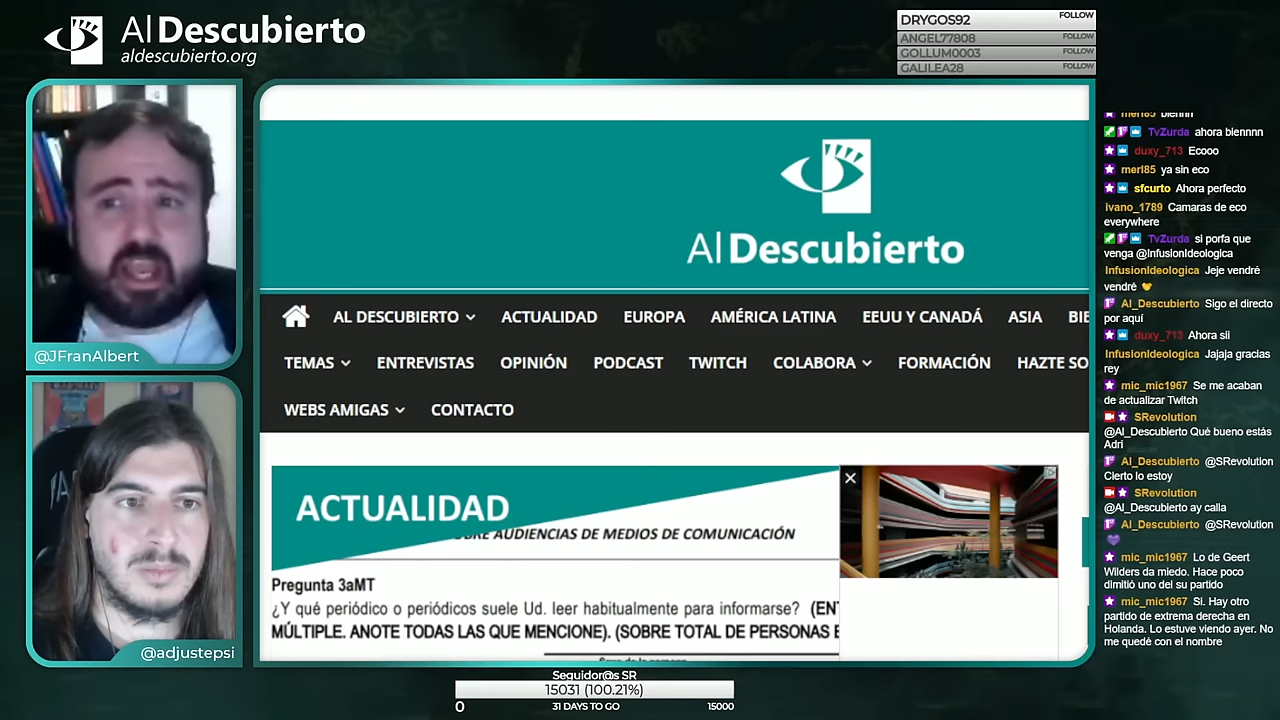 Al Descubierto
aldescubierto.org
DRYGOS92 FOLLOW
ANGEL77808 FOLLOW
GOLLUM0003 FOLLOW
GALILEA28 FOLLOW
@JFranAlbert
@adjustepsi
Al Descubierto
AL DESCUBIERTO ACTUALIDAD EUROPA AMÉRICA LATINA EEUU Y CANADÁ ASIA BIE
TEMAS ENTREVISTAS OPINIÓN PODCAST TWITCH COLABORA FORMACIÓN HAZTE SO
WEBS AMIGAS CONTACTO
ACTUALIDAD
OBRE AUDIENCIAS DE MEDIOS DE COMUNICACIÓN
Pregunta 3aMT
¿Y qué periódico o periódicos suele Ud. leer habitualmente para informarse? (EN
MÚLTIPLE. ANOTE TODAS LAS QUE MENCIONE). (SOBRE TOTAL DE PERSONAS E
merl85 biennn
TvZurda ahora biennnn
duxy_713 Ecooo
merl85 ya sin eco
sfcurto Ahora perfecto
ivano_1789 Camaras de eco
everywhere
TvZurda si porfa que
venga @InfusionIdeologica
InfusionIdeologica Jeje vendré
vendré
Al_Descubierto Sigo el directo
por aquí
duxy_713 Ahora sii
InfusionIdeologica Jajaja gracias
rey
mic_mic1967 Se me acaban
de actualizar Twitch
SRevolution
@Al_Descubierto Qué bueno estás
Adri
Al_Descubierto @SRevolution
Cierto lo estoy
SRevolution
@Al_Descubierto ay calla
Al_Descubierto @SRevolution
mic_mic1967 Lo de Geert
Wilders da miedo. Hace poco
dimitió uno del su partido
mic_mic1967 Si. Hay otro
partido de extrema derecha en
Holanda. Lo estuve viendo ayer. No
me quedé con el nombre
Seguidor@s SR
15031 (100.21%)
0 31 DAYS TO GO 15000